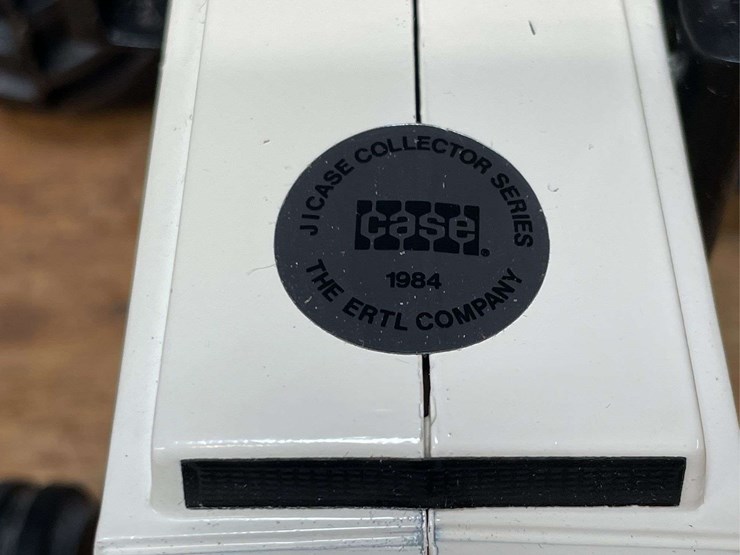 JI CASE COLLECTOR SERIES
case
1984
THE ERTL COMPANY